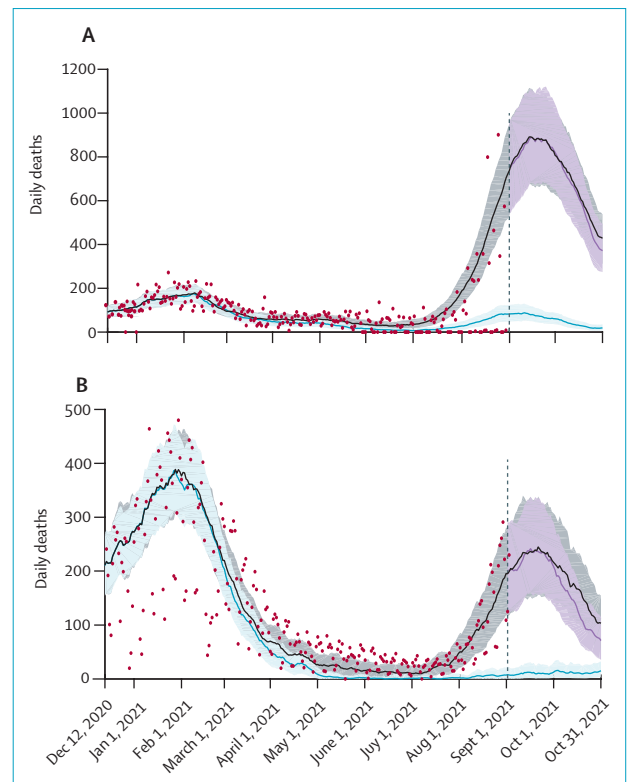 A
1200
1000
800
600
400
200
0
Daily deaths
B
500
400
300
200
100
0
Daily deaths
Dec 12, 2020
Jan 1, 2021
Feb 1, 2021
March 1, 2021
April 1, 2021
May 1, 2021
June 1, 2021
Juy 1, 2021
Aug 1, 2021
Sept 1, 2021
Oct 1, 2021
Oct 31, 2021